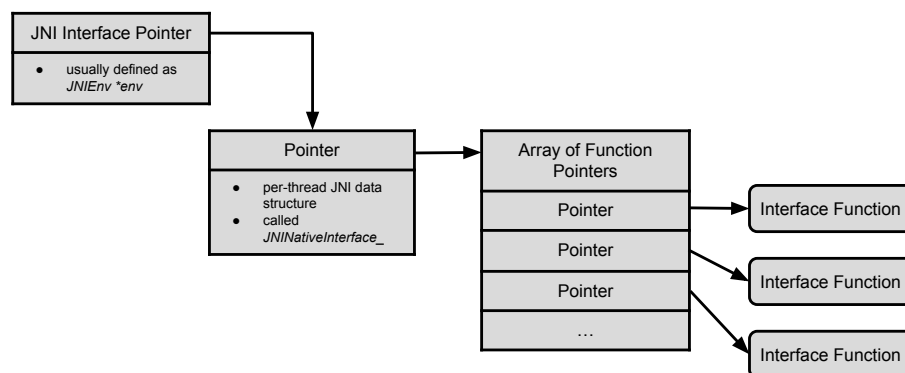 JNI Interface Pointer
● usually defined as
JNIEnv *env
Pointer
● per-thread JNI data
structure
● called
JNINativeInterface_
Array of Function
Pointers
Pointer
Pointer
Pointer
...
Interface Function
Interface Function
Interface Function